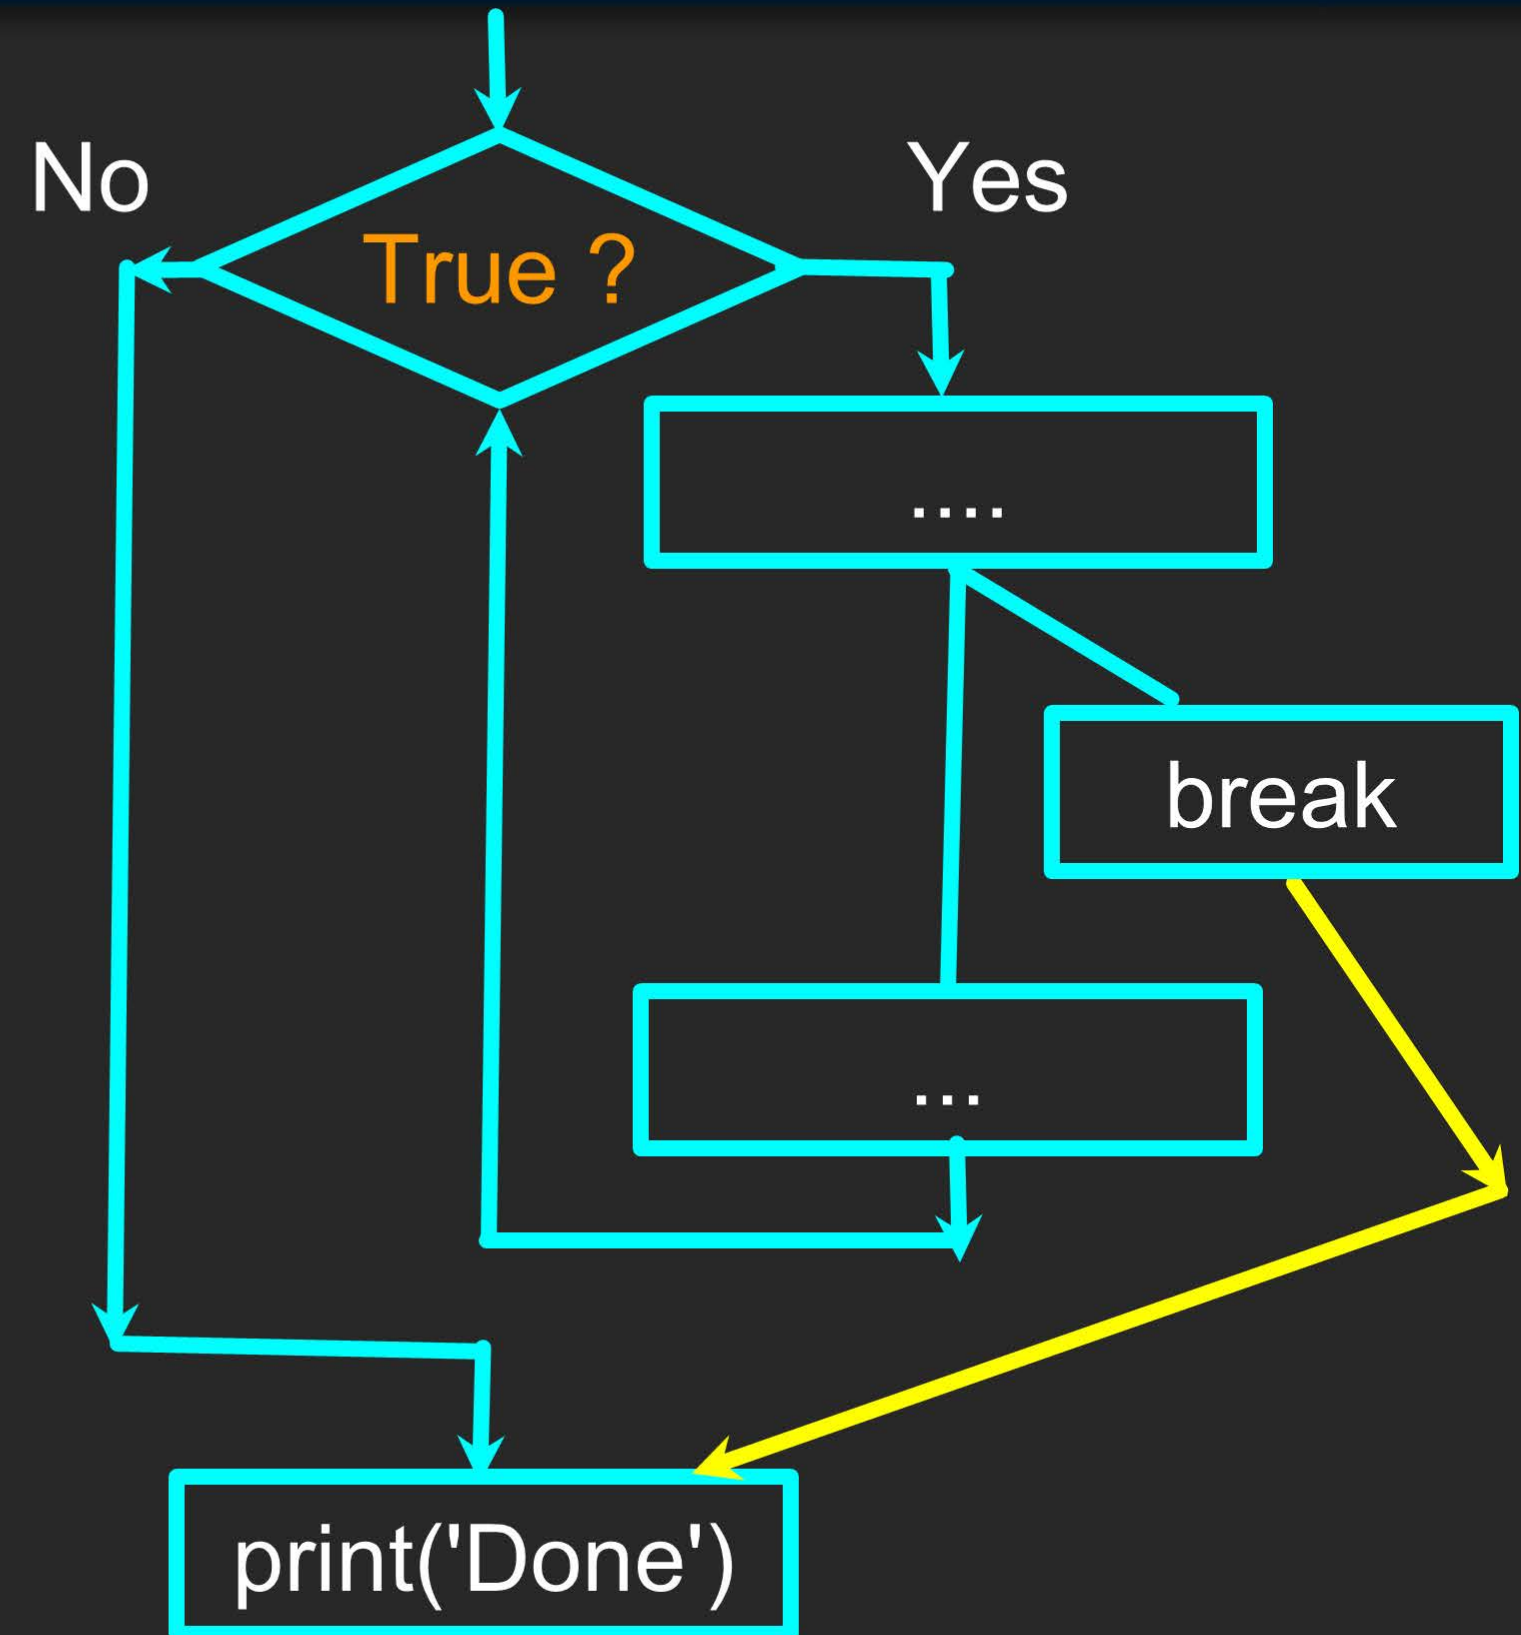 No
Yes
True ?
....
break
...
print('Done')